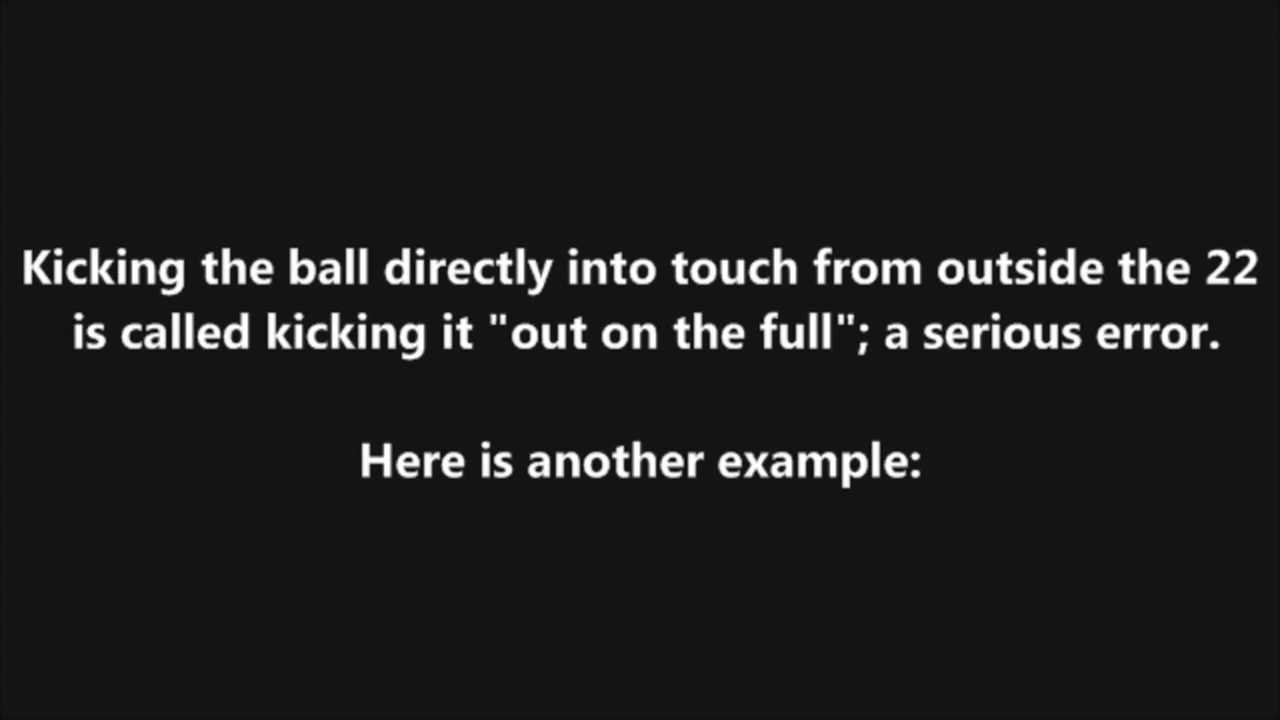 Kicking the ball directly into touch from outside the 22
is called kicking it "out on the full"; a serious error.
Here is another example: